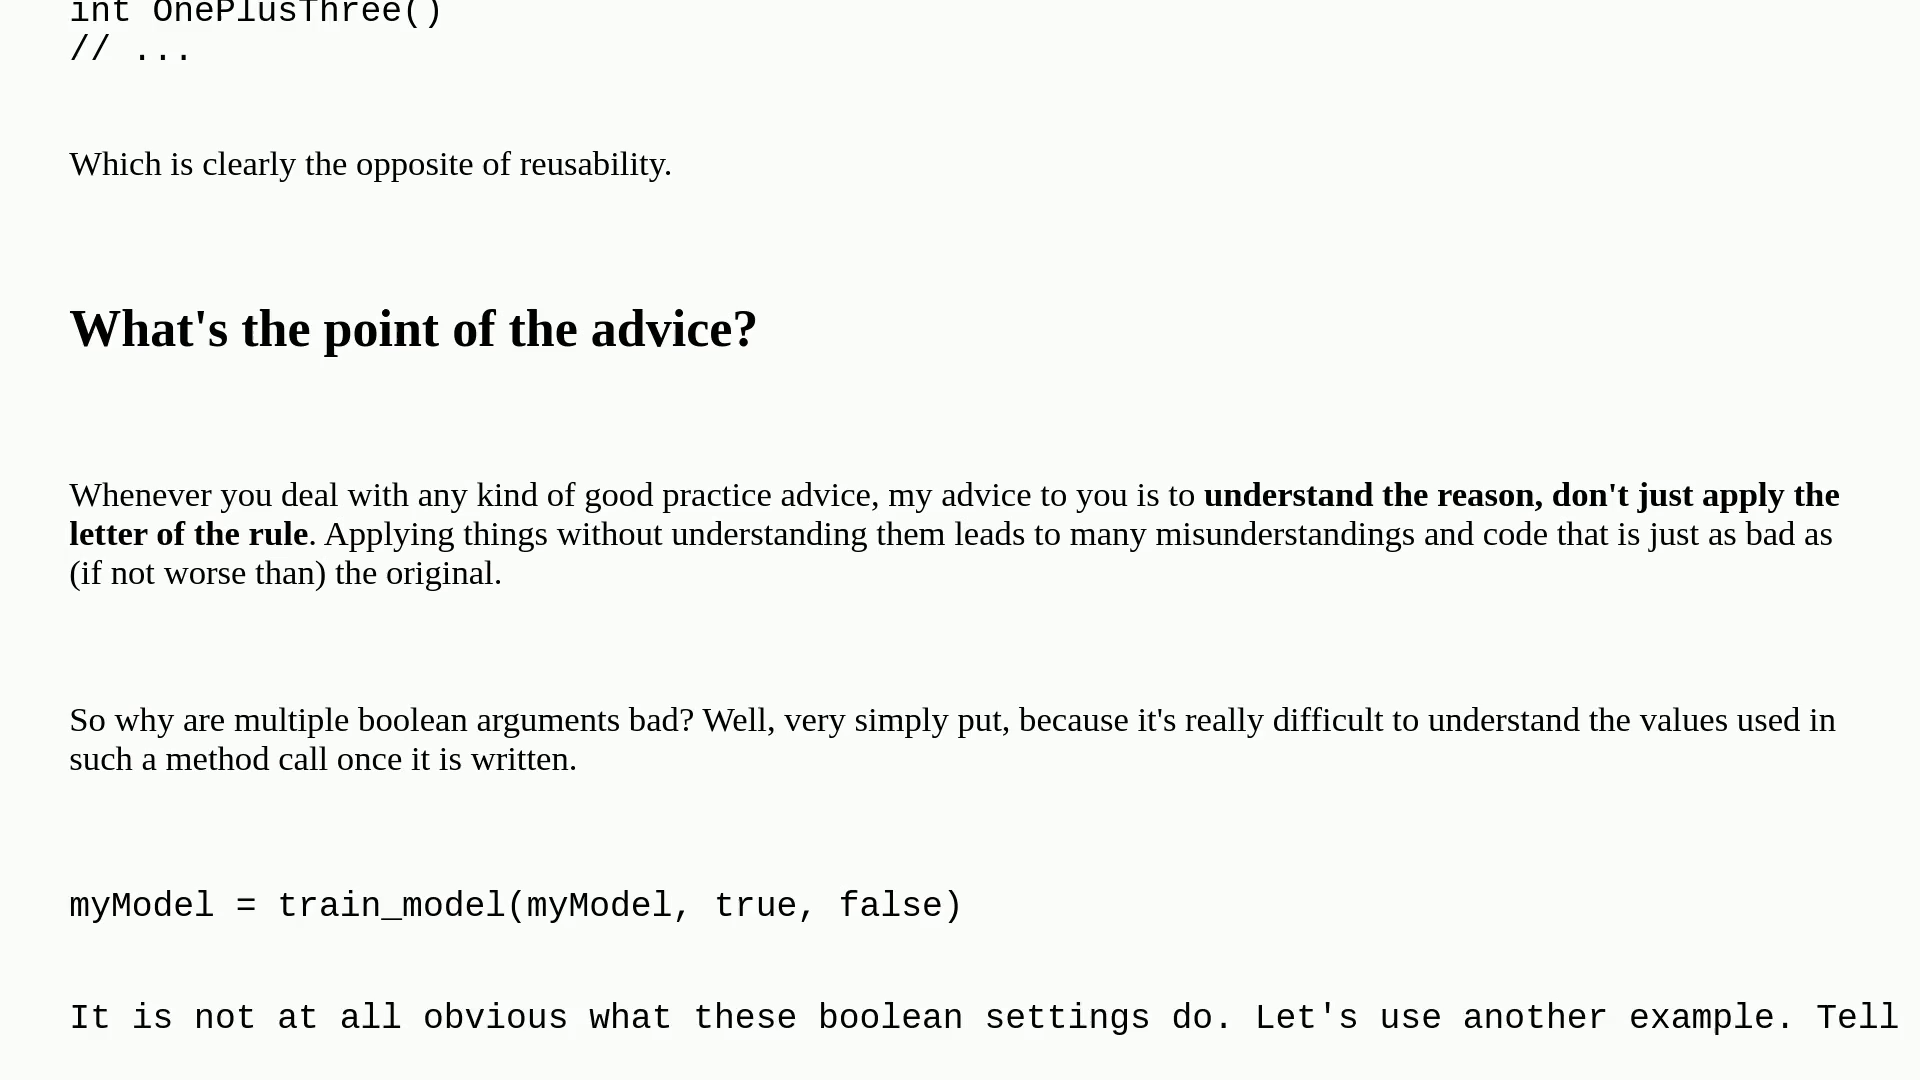 int OnePlusThree()
// ...
Which is clearly the opposite of reusability.
What's the point of the advice?
Whenever you deal with any kind of good practice advice, my advice to you is to understand the reason, don't just apply the
letter of the rule. Applying things without understanding them leads to many misunderstandings and code that is just as bad as
(if not worse than) the original.
So why are multiple boolean arguments bad? Well, very simply put, because it's really difficult to understand the values used in
such a method call once it is written.
myModel = train_model(myModel, true, false)
It is not at all obvious what these boolean settings do. Let's use another example. Tell